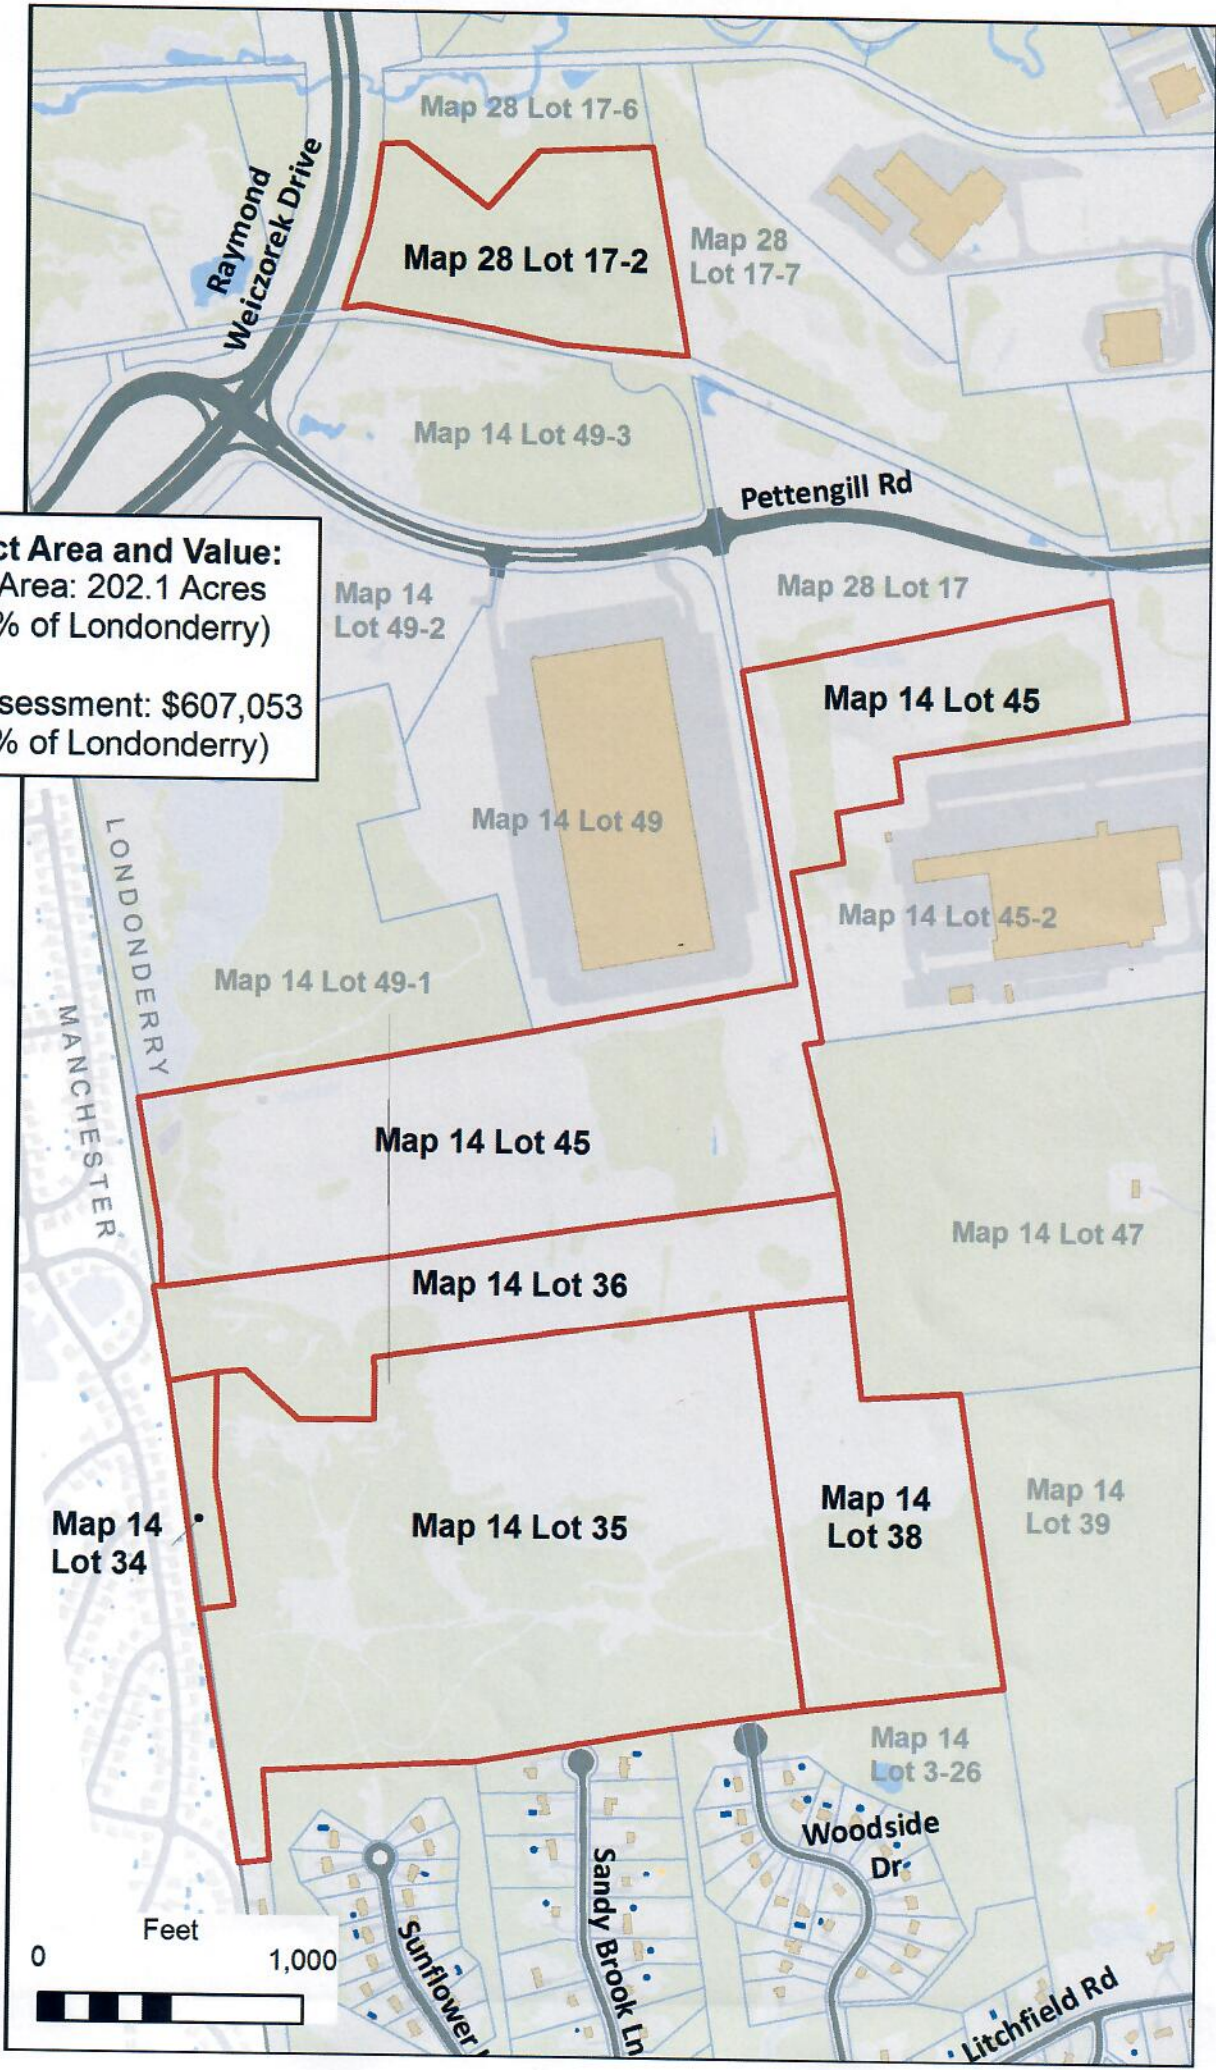 Map 28 Lot 17-6
Raymond
Weiczorek Drive
Map 28 Lot 17-2
Map 28
Lot 17-7
Map 14 Lot 49-3
Pettengill Rd
ct Area and Value:
Area: 202.1 Acres
% of Londonderry)
sessment: $607,053
% of Londonderry)
Map 14
Lot 49-2
Map 28 Lot 17
Map 14 Lot 45
Map 14 Lot 49
Map 14 Lot 45-2
LONDONDERRY
MANCHESTER
Map 14 Lot 49-1
Map 14 Lot 45
Map 14 Lot 47
Map 14 Lot 36
Map 14
Lot 34
Map 14 Lot 35
Map 14
Lot 38
Map 14
Lot 39
Map 14
Lot 3-26
Woodside
Dr
Sandy Brook Ln
Sunflower
Litchfield Rd
Feet
0 1,000